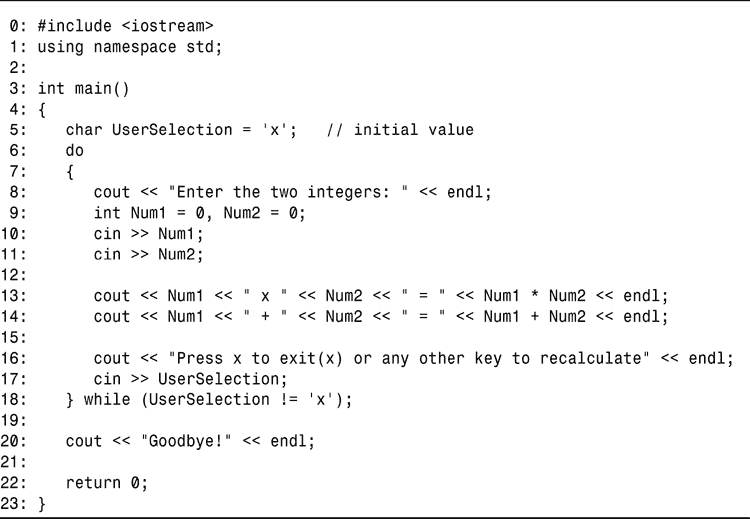 0: #include <iostream>
1: using namespace std;
2:
3: int main()
4: {
5:    char UserSelection = 'x';   // initial value
6:    do
7:    {
8:       cout << "Enter the two integers: " << endl;
9:       int Num1 = 0, Num2 = 0;
10:       cin >> Num1;
11:       cin >> Num2;
12:
13:       cout << Num1 << " x " << Num2 << " = " << Num1 * Num2 << endl;
14:       cout << Num1 << " + " << Num2 << " = " << Num1 + Num2 << endl;
15:
16:       cout << "Press x to exit(x) or any other key to recalculate" << endl;
17:       cin >> UserSelection;
18:    } while (UserSelection != 'x');
19:
20:    cout << "Goodbye!" << endl;
21:
22:    return 0;
23: }